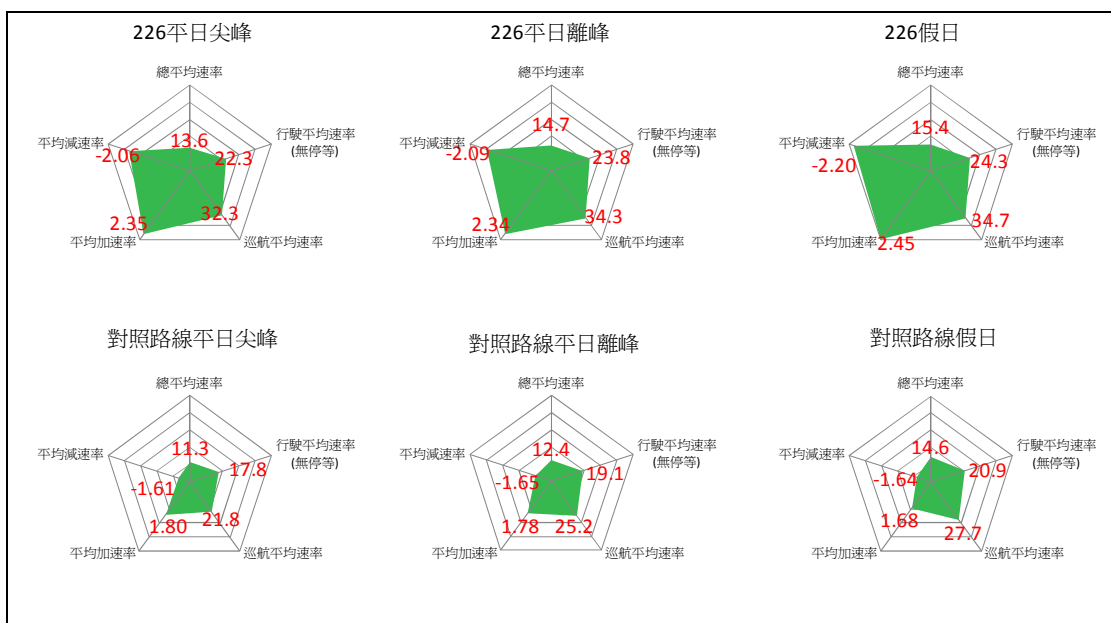 226平日尖峰
總平均速率
行駛平均速率
(無停等)
巡航平均速率
平均加速率
平均減速率
13.6
22.3
32.3
2.35
-2.06
226平日離峰
總平均速率
行駛平均速率
(無停等)
巡航平均速率
平均加速率
平均減速率
14.7
23.8
34.3
2.34
-2.09
226假日
總平均速率
行駛平均速率
(無停等)
巡航平均速率
平均加速率
平均減速率
15.4
24.3
34.7
2.45
-2.20
對照路線平日尖峰
總平均速率
行駛平均速率
(無停等)
巡航平均速率
平均加速率
平均減速率
11.3
17.8
21.8
1.80
-1.61
對照路線平日離峰
總平均速率
行駛平均速率
(無停等)
巡航平均速率
平均加速率
平均減速率
12.4
19.1
25.2
1.78
-1.65
對照路線假日
總平均速率
行駛平均速率
(無停等)
巡航平均速率
平均加速率
平均減速率
14.6
20.9
27.7
1.68
-1.64